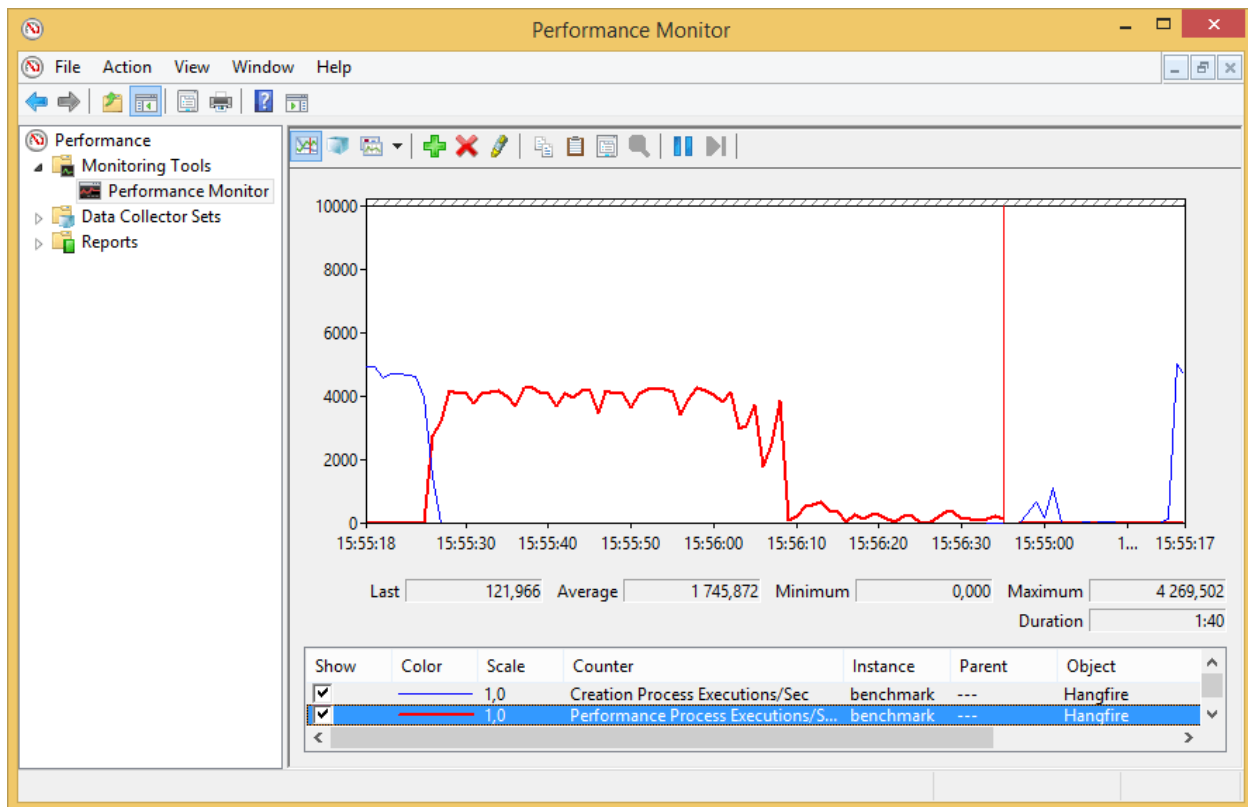 Performance Monitor
File Action View Window Help
Performance
Monitoring Tools
Performance Monitor
Data Collector Sets
Reports
10000
8000
6000
4000
2000
0
15:55:18 15:55:30 15:55:40 15:55:50 15:56:00 15:56:10 15:56:20 15:56:30 15:55:00 1... 15:55:17
Last 121,966 Average 1 745,872 Minimum 0,000 Maximum 4 269,502
Duration 1:40
Show Color Scale Counter Instance Parent Object
1,0 Creation Process Executions/Sec benchmark --- Hangfire
1,0 Performance Process Executions/S... benchmark --- Hangfire